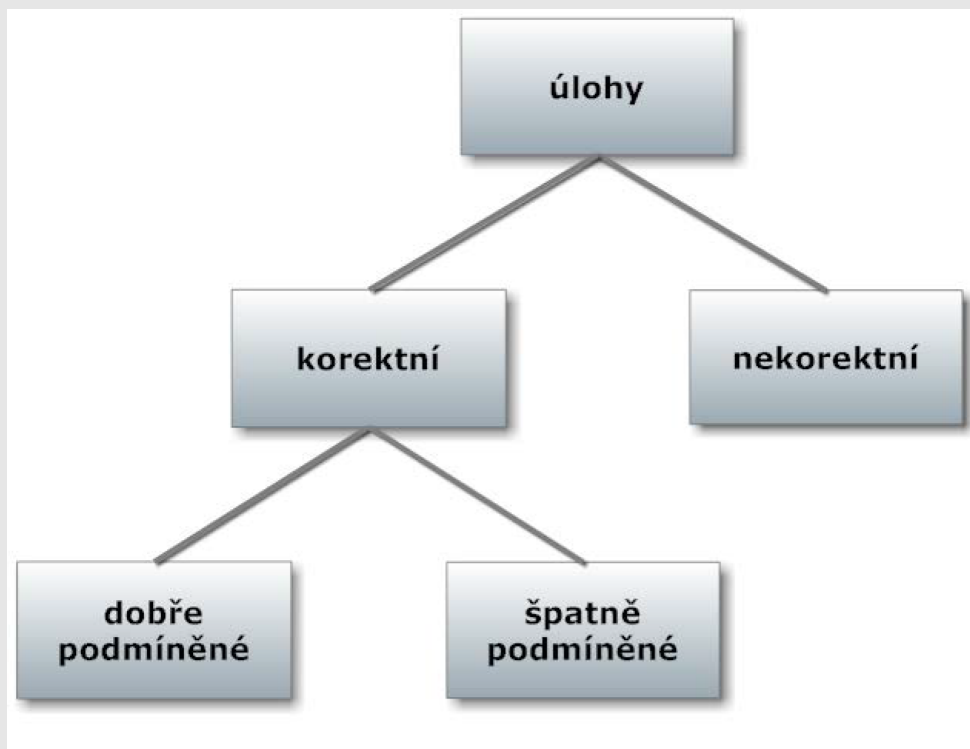 úlohy
korektní
nekorektní
dobře
podmíněné
špatně
podmíněné